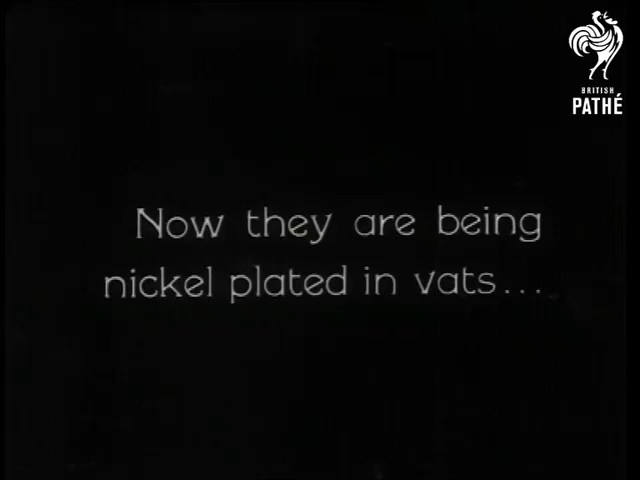 BRITISH
PATHÉ
Now they are being
nickel plated in vats...